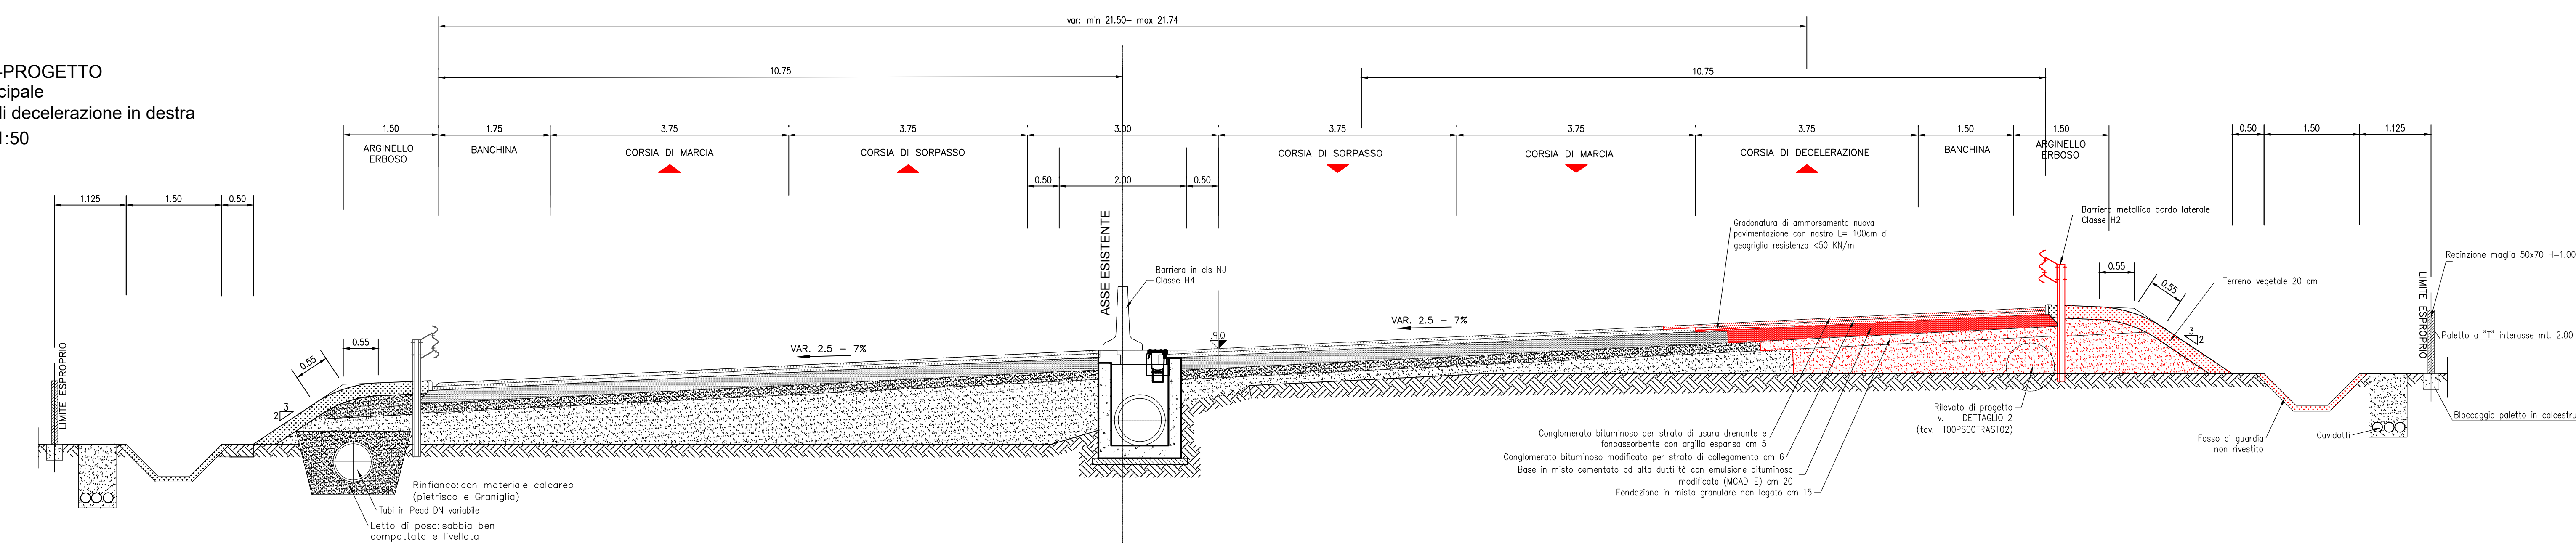 -PROGETTO
cipale
di decelerazione in destra
1:50
var: min 21.50- max 21.74
10.75
10.75
1.50
1.75
3.75
3.75
3.00
3.75
3.75
3.75
1.50
1.50
0.50
1.50
1.125
ARGINELLO
ERBOSO
BANCHINA
CORSIA DI MARCIA
CORSIA DI SORPASSO
CORSIA DI SORPASSO
CORSIA DI MARCIA
CORSIA DI DECELERAZIONE
BANCHINA
ARGINELLO
ERBOSO
0.50
2.00
0.50
1.125
1.50
0.50
ASSE ESISTENTE
Barriera in cls NJ
Classe H4
Gradonatura di ammorsamento nuova
pavimentazione con nastro L= 100cm di
geogriglia resistenza <50 KN/m
Barriera metallica bordo laterale
Classe H2
Recinzione maglia 50x70 H=1.00
0.55
0.55
Terreno vegetale 20 cm
LIMITE ESPROPRIO
3
2
Paletto a "T" interasse mt. 2.00
VAR. 2.5 - 7%
VAR. 2.5 - 7%
LIMITE ESPROPRIO
0.55
0.55
3
2
Rilevato di progetto
v. DETTAGLIO 2
(tav. T00PS00TRAST02)
Bloccaggio paletto in calcestru
Cavidotti
Fosso di guardia
non rivestito
Conglomerato bituminoso per strato di usura drenante e
fonoassorbente con argilla espansa cm 5
Conglomerato bituminoso modificato per strato di collegamento cm 6
Base in misto cementato ad alta duttilità con emulsione bituminosa
modificata (MCAD_E) cm 20
Fondazione in misto granulare non legato cm 15
Rinfianco: con materiale calcareo
(pietrisco e Graniglia)
Tubi in Pead DN variabile
Letto di posa: sabbia ben
compattata e livellata